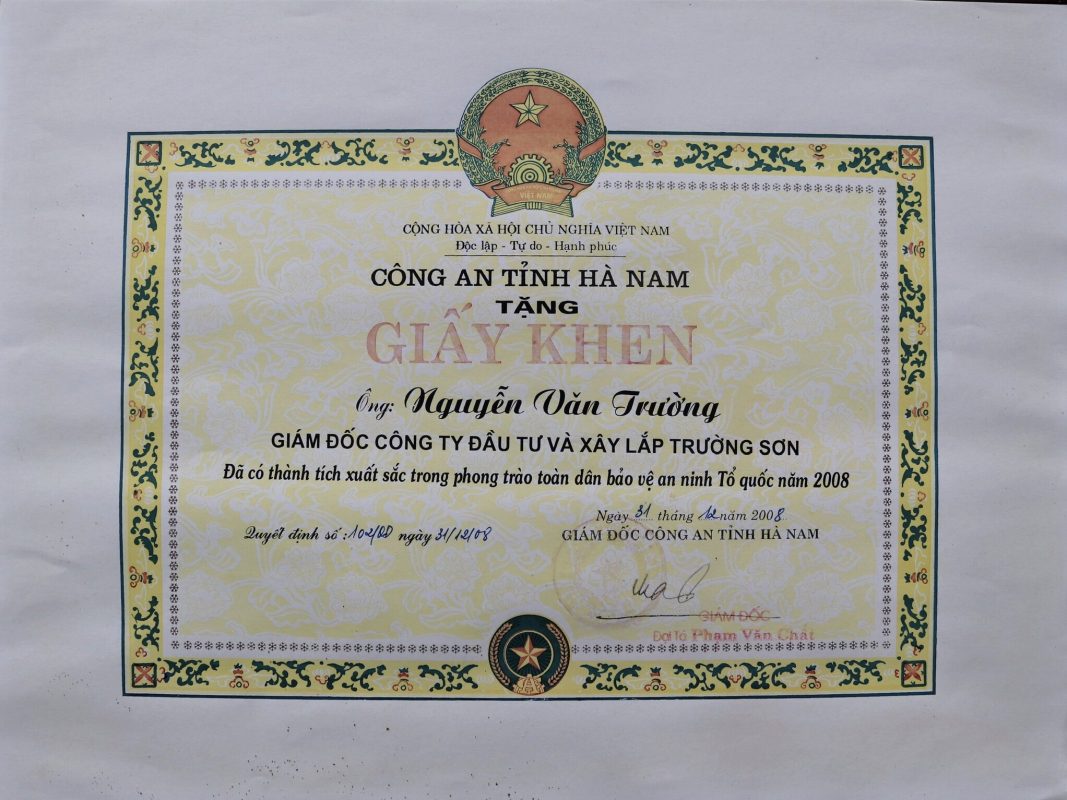 VIỆT NAM
CỘNG HÒA XÃ HỘI CHỦ NGHĨA VIỆT NAM
Độc lập - Tự do - Hạnh phúc
CÔNG AN TỈNH HÀ NAM
TẶNG
GIẤY KHEN
Ông: Nguyễn Văn Trường
GIÁM ĐỐC CÔNG TY ĐẦU TƯ VÀ XÂY LẮP TRƯỜNG SƠN
Đã có thành tích xuất sắc trong phong trào toàn dân bảo vệ an ninh Tổ quốc năm 2008
Ngày 31 tháng 12 năm 2008
Quyết định số : 102/QĐ ngày 31/12/08
GIÁM ĐỐC CÔNG AN TỈNH HÀ NAM
GIÁM ĐỐC
Đại tá Phạm Văn Chất